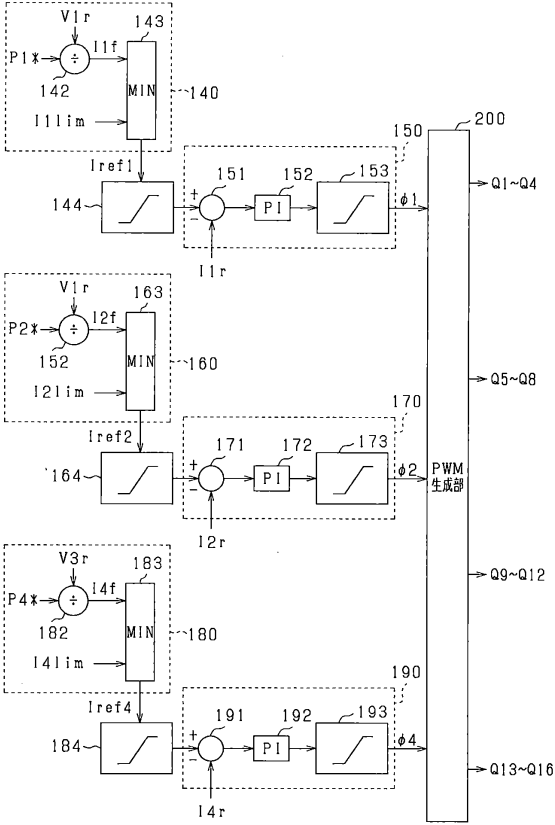 V1r
143
I1f
P1*
÷
142
MIN
140
I1lim
200
Iref1
150
151
152
153
Q1~Q4
+
−
PI
φ1
144
I1r
V1r
163
I2f
P2*
÷
152
MIN
160
I2lim
Q5~Q8
Iref2
170
171
172
173
+
−
PI
φ2
PWM
生成部
164
I2r
V3r
183
I4f
P4*
÷
182
MIN
180
I4lim
Q9~Q12
Iref4
190
191
192
193
+
−
PI
φ4
184
I4r
Q13~Q16